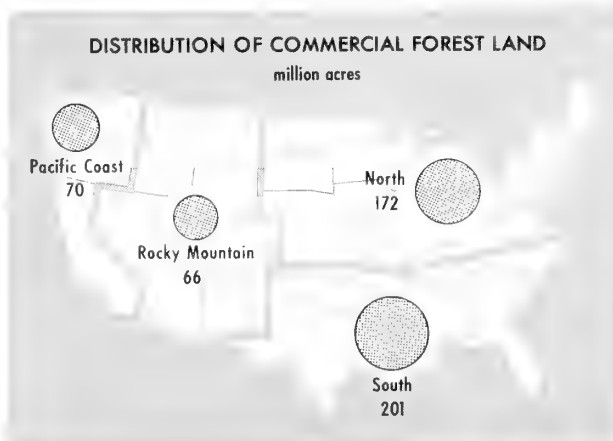 DISTRIBUTION OF COMMERCIAL FOREST LAND
million acres
Pacific Coast
70
Rocky Mountain
66
North
172
South
201